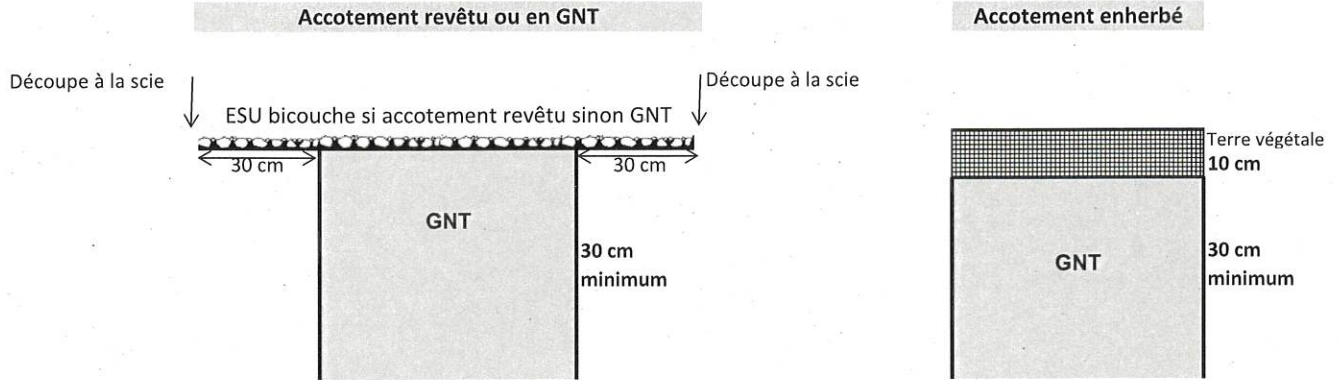 Accotement revêtu ou en GNT
Accotement enherbé
Découpe à la scie
Découpe à la scie
ESU bicouche si accotement revêtu sinon GNT
30 cm
30 cm
GNT
30 cm
minimum
Terre végétale
10 cm
GNT
30 cm
minimum